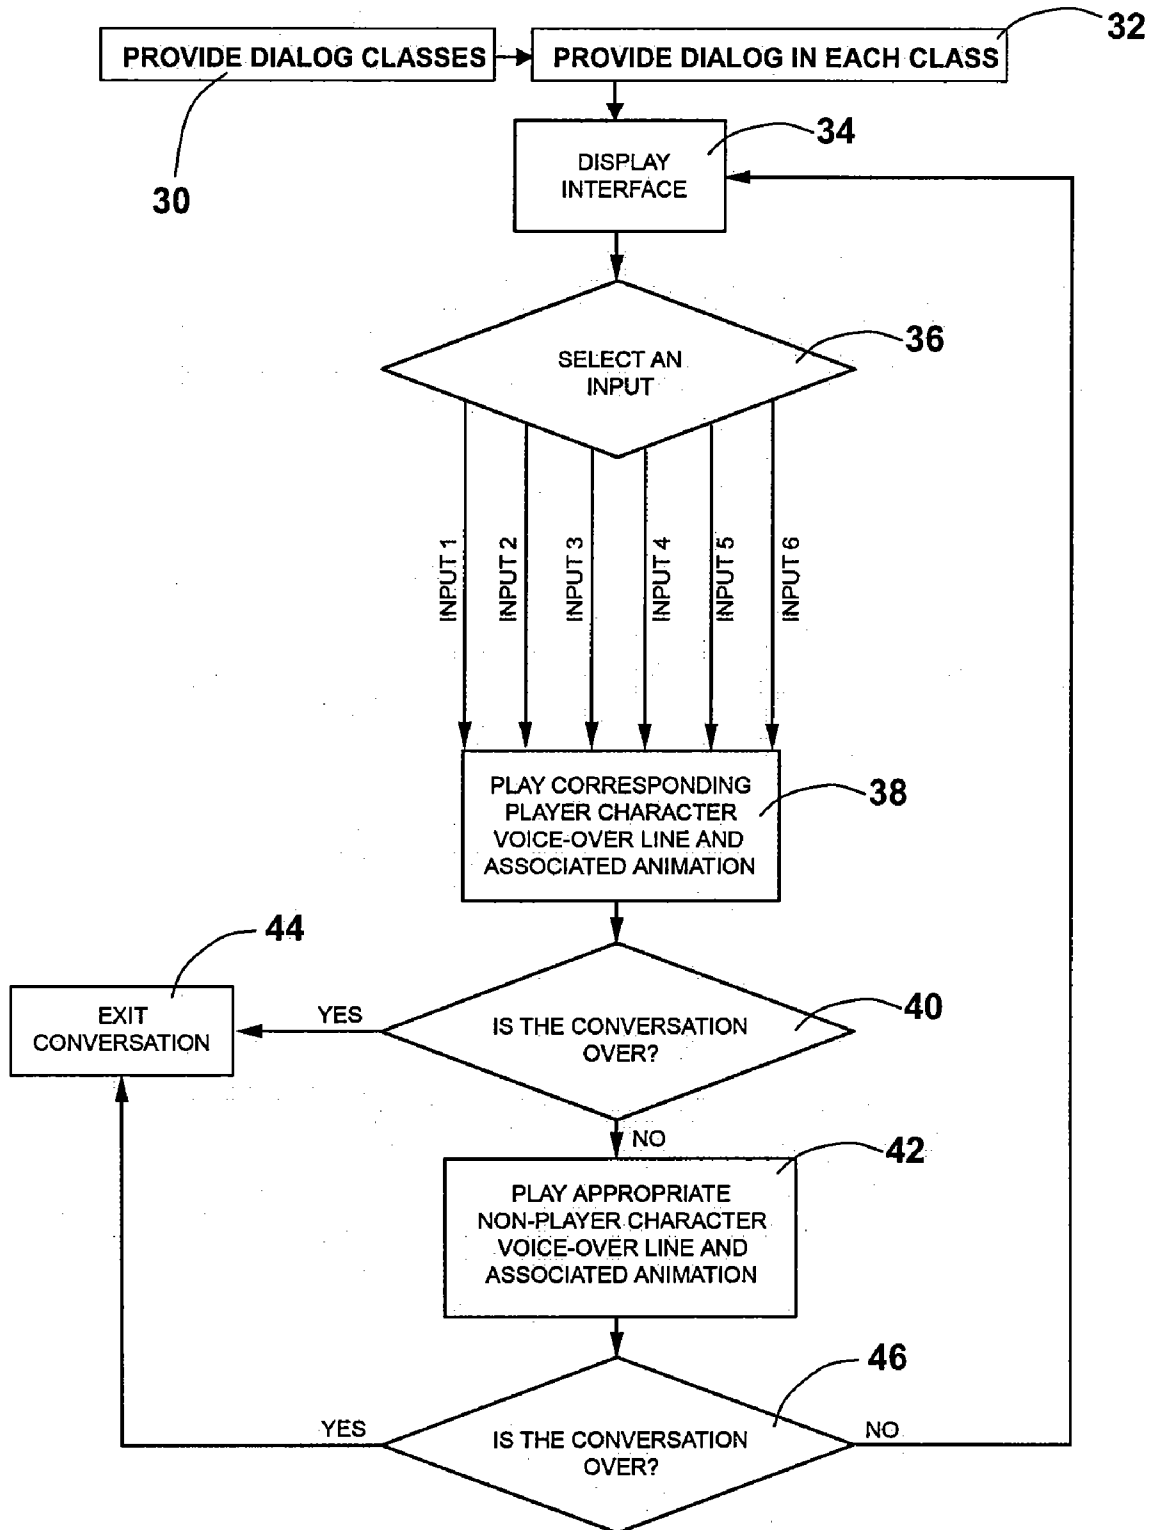 32
PROVIDE DIALOG CLASSES
PROVIDE DIALOG IN EACH CLASS
30
34
DISPLAY
INTERFACE
36
SELECT AN
INPUT
INPUT 1
INPUT 2
INPUT 3
INPUT 4
INPUT 5
INPUT 6
38
PLAY CORRESPONDING
PLAYER CHARACTER
VOICE-OVER LINE AND
ASSOCIATED ANIMATION
44
EXIT
CONVERSATION
YES
40
IS THE CONVERSATION
OVER?
NO
42
PLAY APPROPRIATE
NON-PLAYER CHARACTER
VOICE-OVER LINE AND
ASSOCIATED ANIMATION
46
YES
IS THE CONVERSATION
OVER?
NO